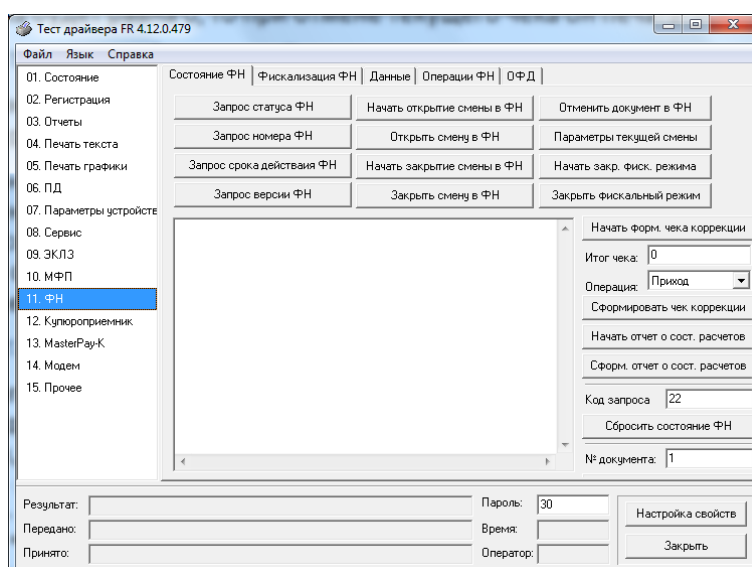 Тест драйвера FR 4.12.0.479
Файл Язык Справка
01. Состояние
02. Регистрация
03. Отчеты
04. Печать текста
05. Печать графики
06. ПД
07. Параметры устройств
08. Сервис
09. ЭКЛЗ
10. МФП
11. ФН
12. Купюроприемник
13. MasterPay-K
14. Модем
15. Прочее
Состояние ФН Фискализация ФН Данные Операции ФН ОФД
Запрос статуса ФН Начать открытие смены в ФН Отменить документ в ФН
Запрос номера ФН Открыть смену в ФН Параметры текущей смены
Запрос срока действаия ФН Начать закрытие смены в ФН Начать закр. фиск. режима
Запрос версии ФН Закрыть смену в ФН Закрыть фискальный режим
Начать форм. чека коррекции
Итог чека: 0
Операция: Приход
Сформировать чек коррекции
Начать отчет о сост. расчетов
Сформ. отчет о сост. расчетов
Код запроса 22
Сбросить состояние ФН
№ документа: 1
Результат: Пароль: 30
Передано: Время:
Принято: Оператор:
Настройка свойств
Закрыть